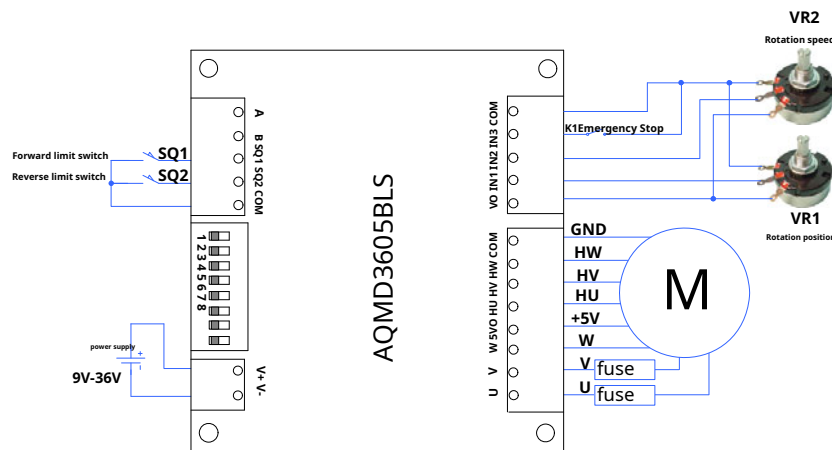 VR2
Rotation speed
A
B SQ1 SQ2 COM
VO IN1 IN2 IN3 COM
K1Emergency Stop
Forward limit switch
SQ1
Reverse limit switch
SQ2
VR1
Rotation position
AQMD3605BLS
1 2 3 4 5 6 7 8
U V W 5VO HU HV HW COM
GND
HW
HV
HU
+5V
W
V
fuse
U
fuse
M
power supply
9V-36V
V+ V-